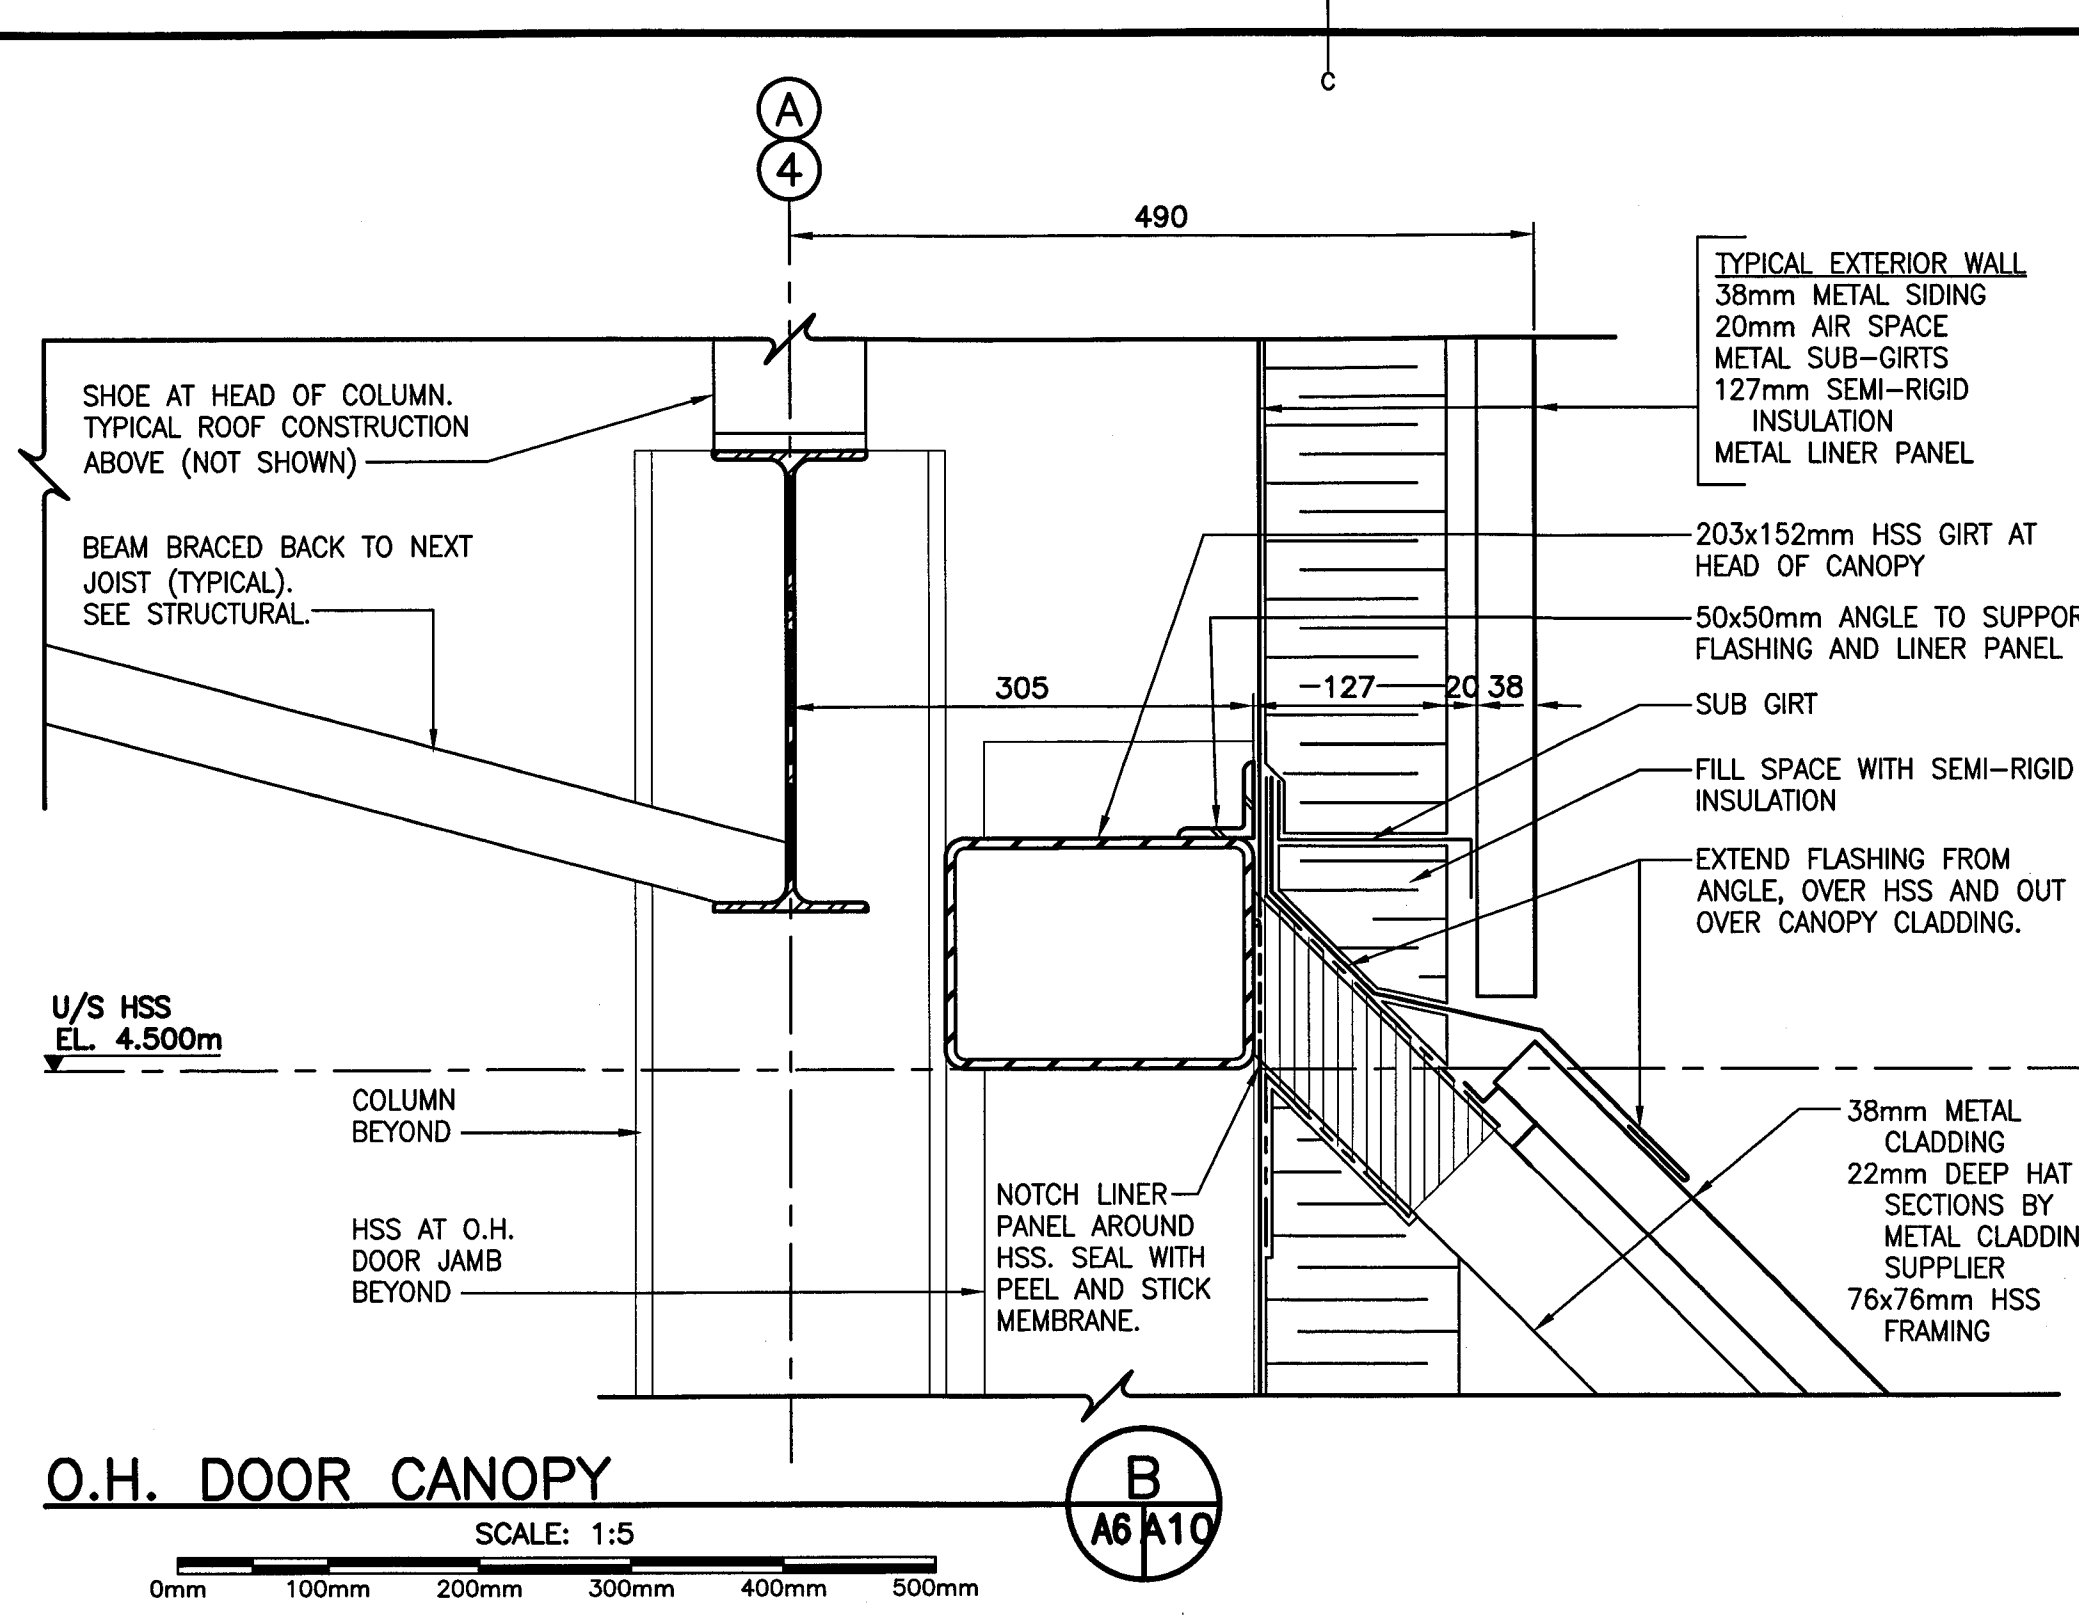 C
A
4
490
TYPICAL EXTERIOR WALL
38mm METAL SIDING
20mm AIR SPACE
METAL SUB-GIRTS
127mm SEMI-RIGID
INSULATION
METAL LINER PANEL
SHOE AT HEAD OF COLUMN.
TYPICAL ROOF CONSTRUCTION
ABOVE (NOT SHOWN)
BEAM BRACED BACK TO NEXT
JOIST (TYPICAL).
SEE STRUCTURAL.
203x152mm HSS GIRT AT
HEAD OF CANOPY
50x50mm ANGLE TO SUPPOR
FLASHING AND LINER PANEL
305
127
20
38
SUB GIRT
FILL SPACE WITH SEMI-RIGID
INSULATION
EXTEND FLASHING FROM
ANGLE, OVER HSS AND OUT
OVER CANOPY CLADDING.
U/S HSS
EL. 4.500m
COLUMN
BEYOND
HSS AT O.H.
DOOR JAMB
BEYOND
NOTCH LINER
PANEL AROUND
HSS. SEAL WITH
PEEL AND STICK
MEMBRANE.
38mm METAL
CLADDING
22mm DEEP HAT
SECTIONS BY
METAL CLADDIN
SUPPLIER
76x76mm HSS
FRAMING
O.H. DOOR CANOPY
SCALE: 1:5
0mm 100mm 200mm 300mm 400mm 500mm
B
A6 A10